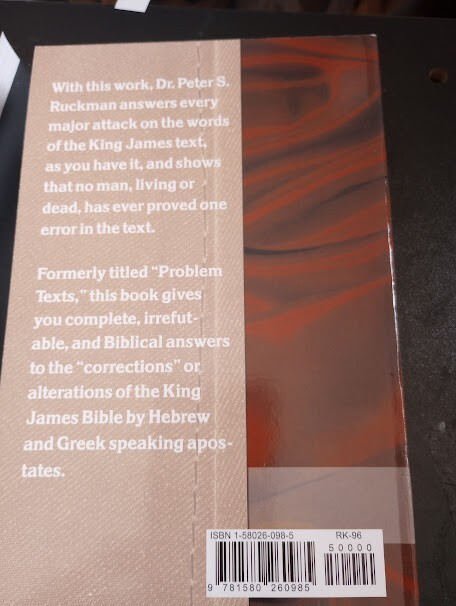 With this work, Dr. Peter S.
Ruckman answers every
major attack on the words
of the King James text,
as you have it, and shows
that no man, living or
dead, has ever proved one
error in the text.
Formerly titled “Problem
Texts,” this book gives
you complete, irrefut-
able, and Biblical answers
to the “corrections” or
alterations of the King
James Bible by Hebrew
and Greek speaking apos-
tates.
ISBN 1-58026-098-5
RK-96
50000
9 781580 260985